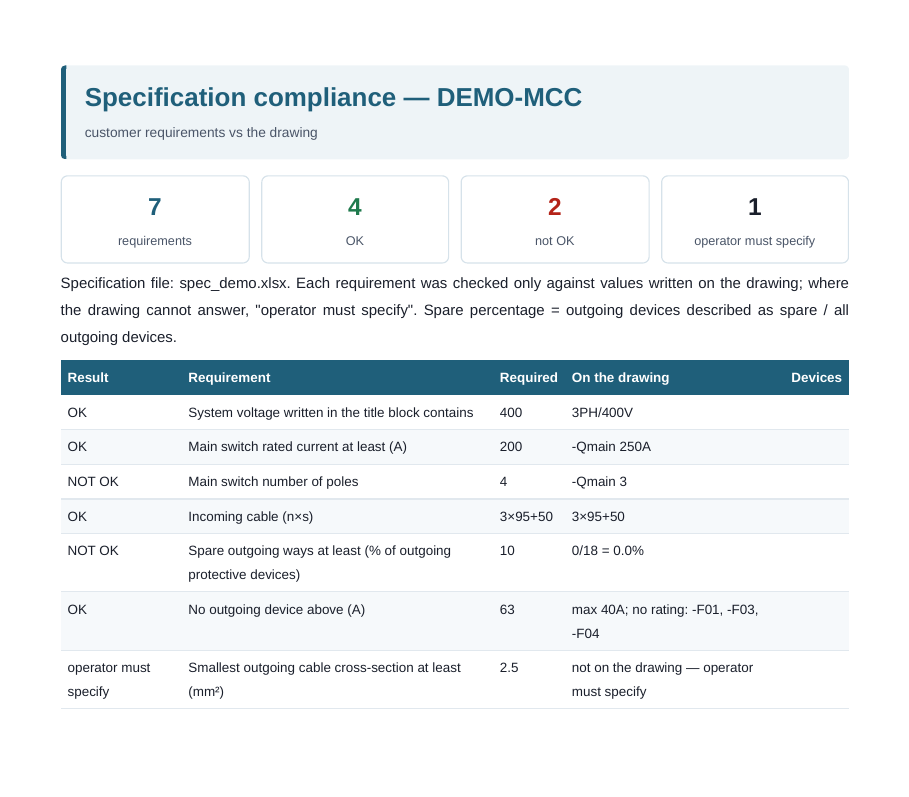 Specification compliance — DEMO-MCC
customer requirements vs the drawing
7
requirements
4
OK
2
not OK
1
operator must specify
Specification file: spec_demo.xlsx. Each requirement was checked only against values written on the drawing; where
the drawing cannot answer, "operator must specify". Spare percentage = outgoing devices described as spare / all
outgoing devices.
Result Requirement Required On the drawing Devices
OK System voltage written in the title block contains 400 3PH/400V
OK Main switch rated current at least (A) 200 -Qmain 250A
NOT OK Main switch number of poles 4 -Qmain 3
OK Incoming cable (n×s) 3×95+50 3×95+50
NOT OK Spare outgoing ways at least (% of outgoing 10 0/18 = 0.0%
protective devices)
OK No outgoing device above (A) 63 max 40A; no rating: -F01, -F03,
-F04
operator must Smallest outgoing cable cross-section at least 2.5 not on the drawing — operator
specify (mm²) must specify